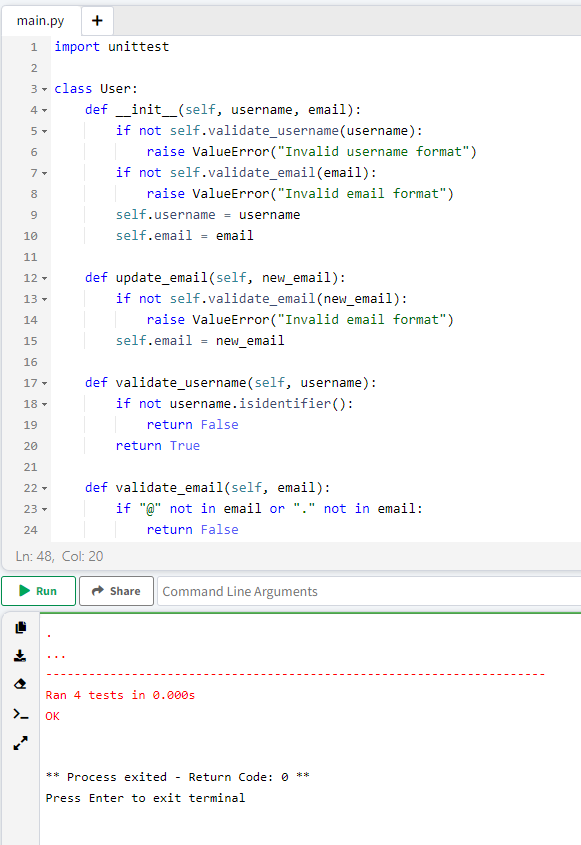 main.py +
1 import unittest
2
3 class User:
4     def __init__(self, username, email):
5         if not self.validate_username(username):
6             raise ValueError("Invalid username format")
7         if not self.validate_email(email):
8             raise ValueError("Invalid email format")
9         self.username = username
10         self.email = email
11
12     def update_email(self, new_email):
13         if not self.validate_email(new_email):
14             raise ValueError("Invalid email format")
15         self.email = new_email
16
17     def validate_username(self, username):
18         if not username.isidentifier():
19             return False
20         return True
21
22     def validate_email(self, email):
23         if "@" not in email or "." not in email:
24             return False
Ln: 48, Col: 20
Run Share Command Line Arguments
.
...
----------------------------------------------------------------------
Ran 4 tests in 0.000s
OK
** Process exited - Return Code: 0 **
Press Enter to exit terminal